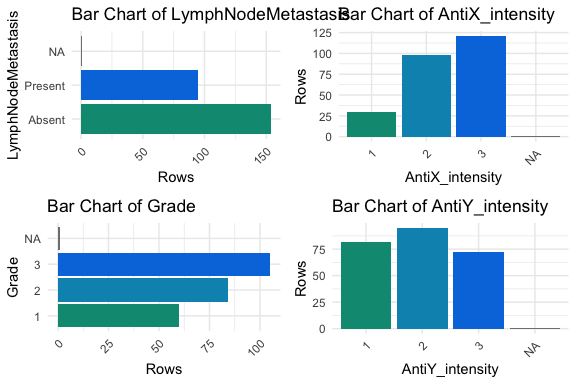 Bar Chart of LymphNodeMetastasis
LymphNodeMetastasis
NA
Present
Absent
0
50
100
150
Rows
Bar Chart of AntiX_intensity
Rows
125
100
75
50
25
0
1
2
3
NA
AntiX_intensity
Bar Chart of Grade
Grade
NA
3
2
1
0
25
50
75
100
Rows
Bar Chart of AntiY_intensity
Rows
75
50
25
0
1
2
3
NA
AntiY_intensity